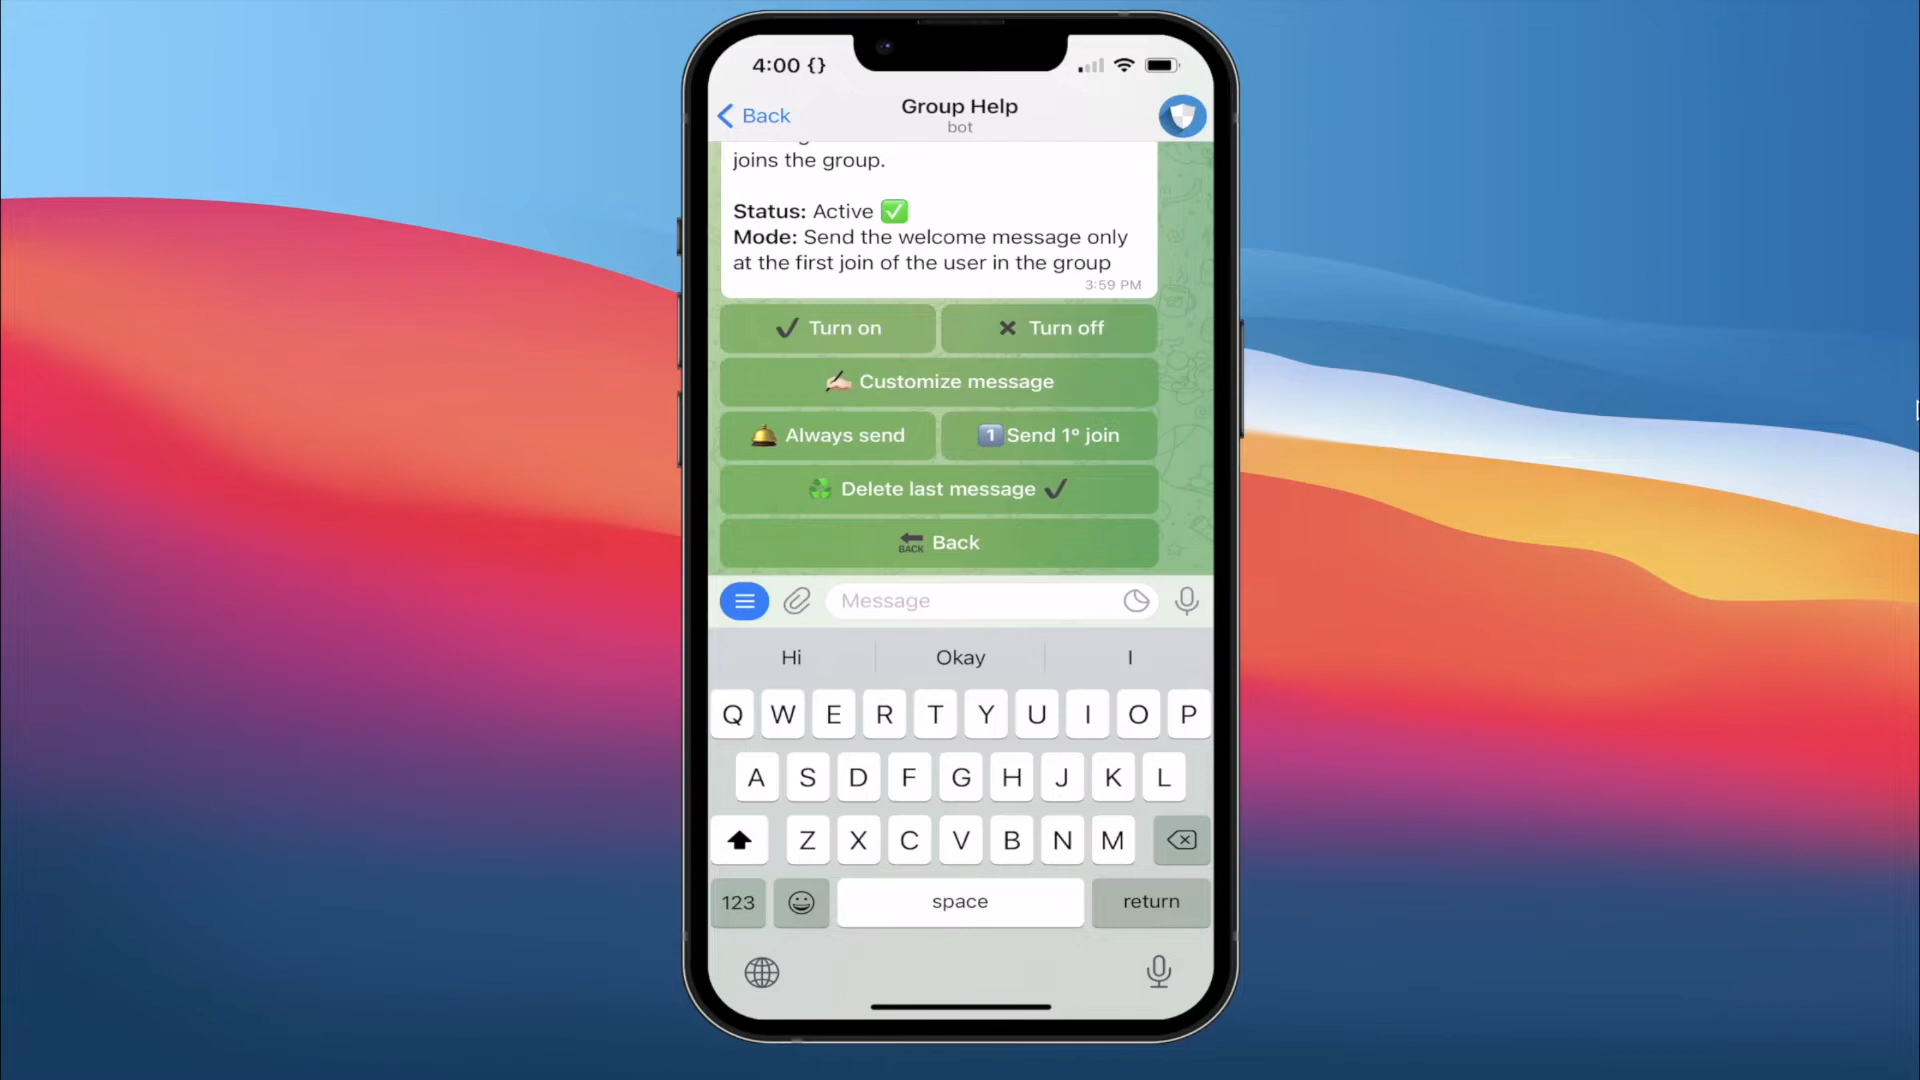 4:00 {}
Back
Group Help
bot
joins the group.
Status: Active ✅
Mode: Send the welcome message only
at the first join of the user in the group
3:59 PM
✔ Turn on
✖ Turn off
✍🏻 Customize message
🛎 Always send
1️⃣ Send 1° join
♻ Delete last message ✔
🔙 Back
Message
Hi
Okay
I
Q W E R T Y U I O P
A S D F G H J K L
Z X C V B N M
123
space
return